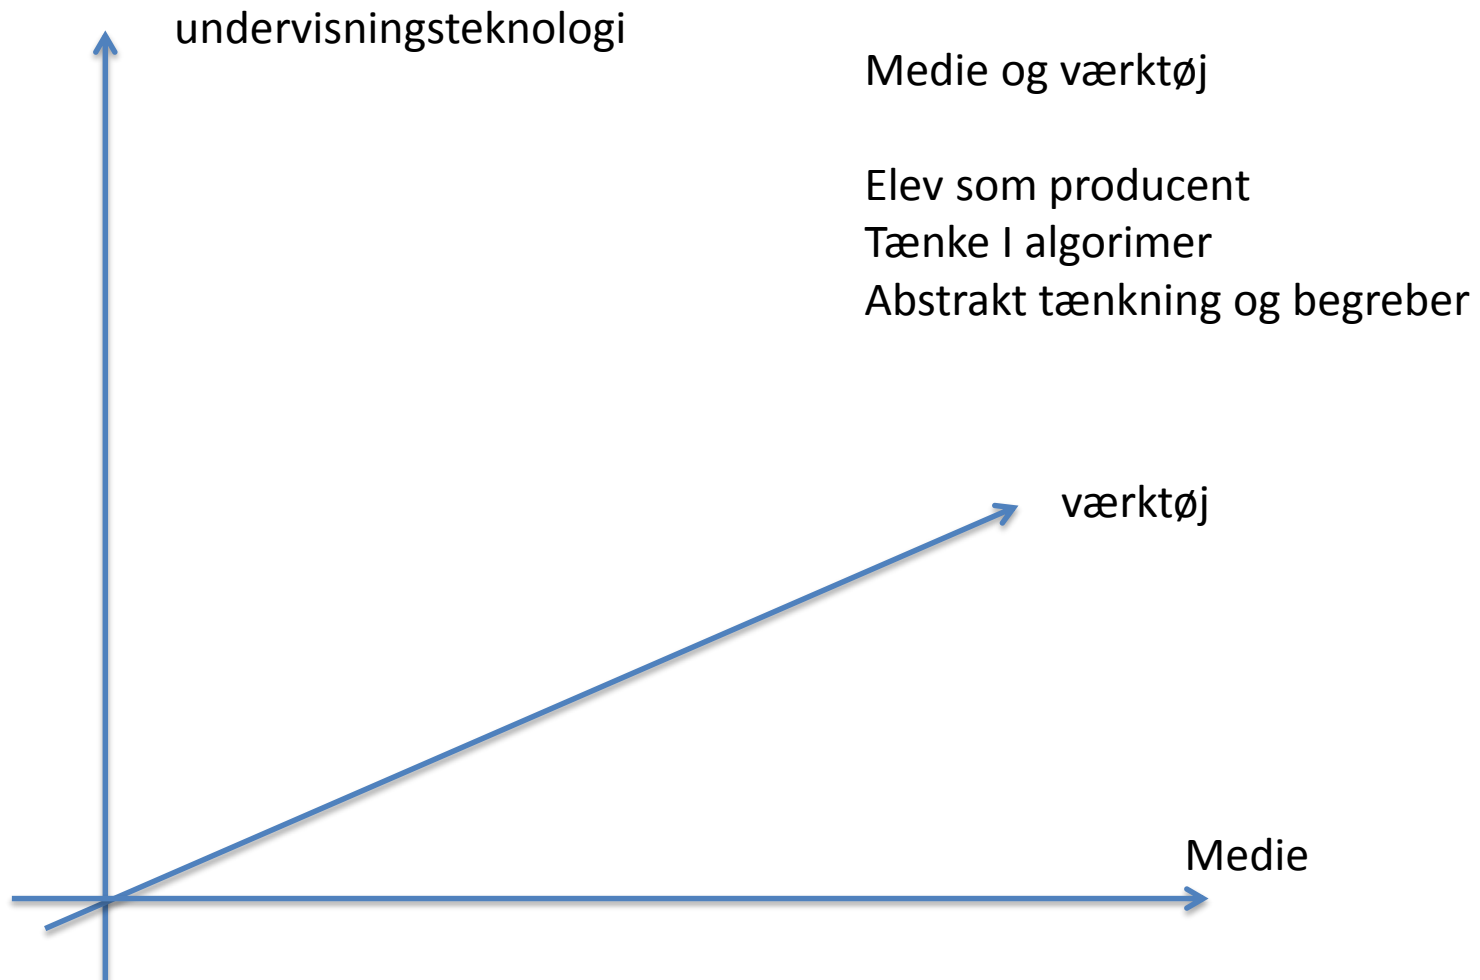 undervisningsteknologi
Medie og værktøj
Elev som producent
Tænke I algorimer
Abstrakt tænkning og begreber
værktøj
Medie